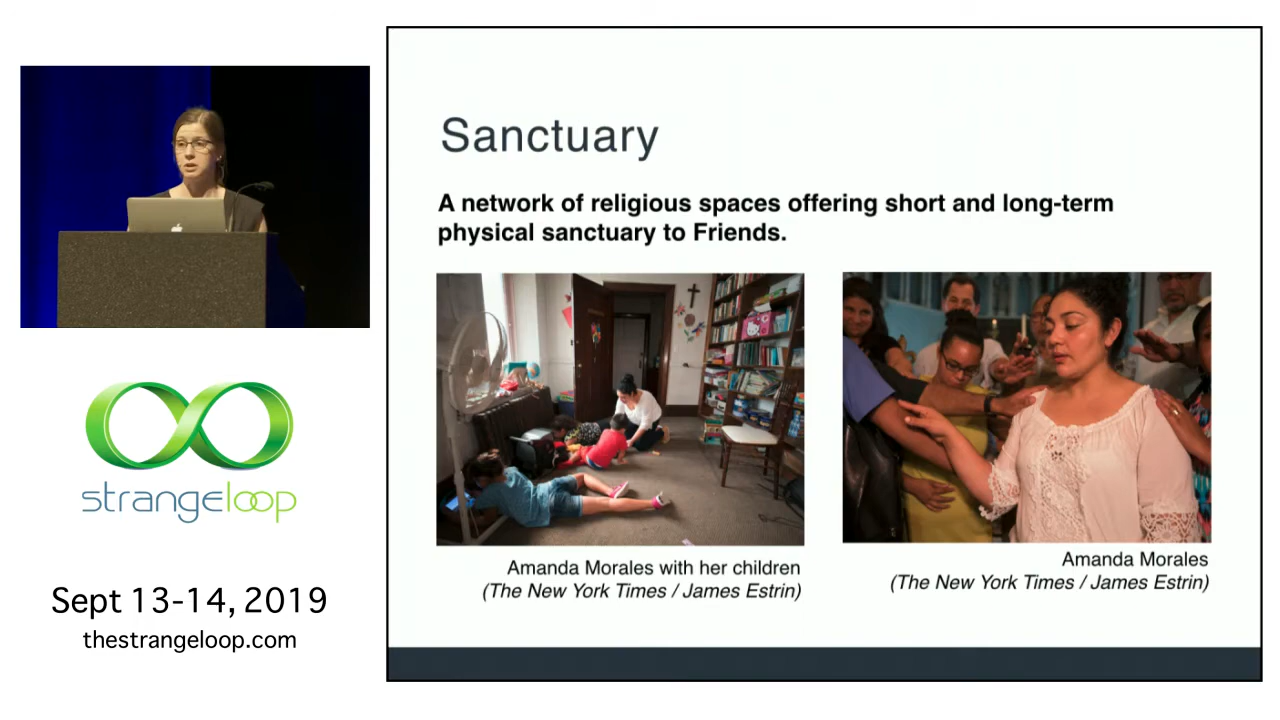 Sanctuary
A network of religious spaces offering short and long-term
physical sanctuary to Friends.
Amanda Morales with her children
(The New York Times / James Estrin)
Amanda Morales
(The New York Times / James Estrin)
strangeloop
Sept 13-14, 2019
thestrangeloop.com